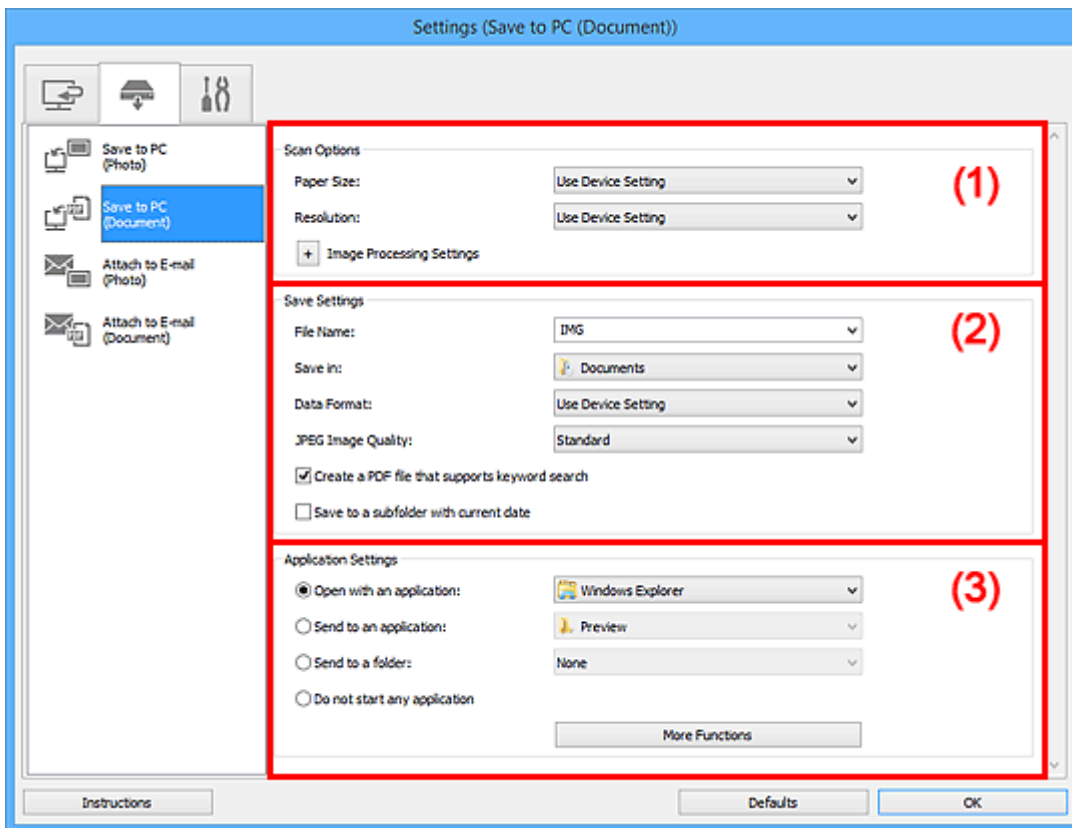 Settings (Save to PC (Document))
Save to PC
(Photo)
Save to PC
(Document)
Attach to E-mail
(Photo)
Attach to E-mail
(Document)
Scan Options
(1)
Paper Size: Use Device Setting
Resolution: Use Device Setting
+ Image Processing Settings
Save Settings
(2)
File Name: IMG
Save in: Documents
Data Format: Use Device Setting
JPEG Image Quality: Standard
Create a PDF file that supports keyword search
Save to a subfolder with current date
Application Settings
(3)
Open with an application: Windows Explorer
Send to an application: Preview
Send to a folder: None
Do not start any application
More Functions
Instructions Defaults OK